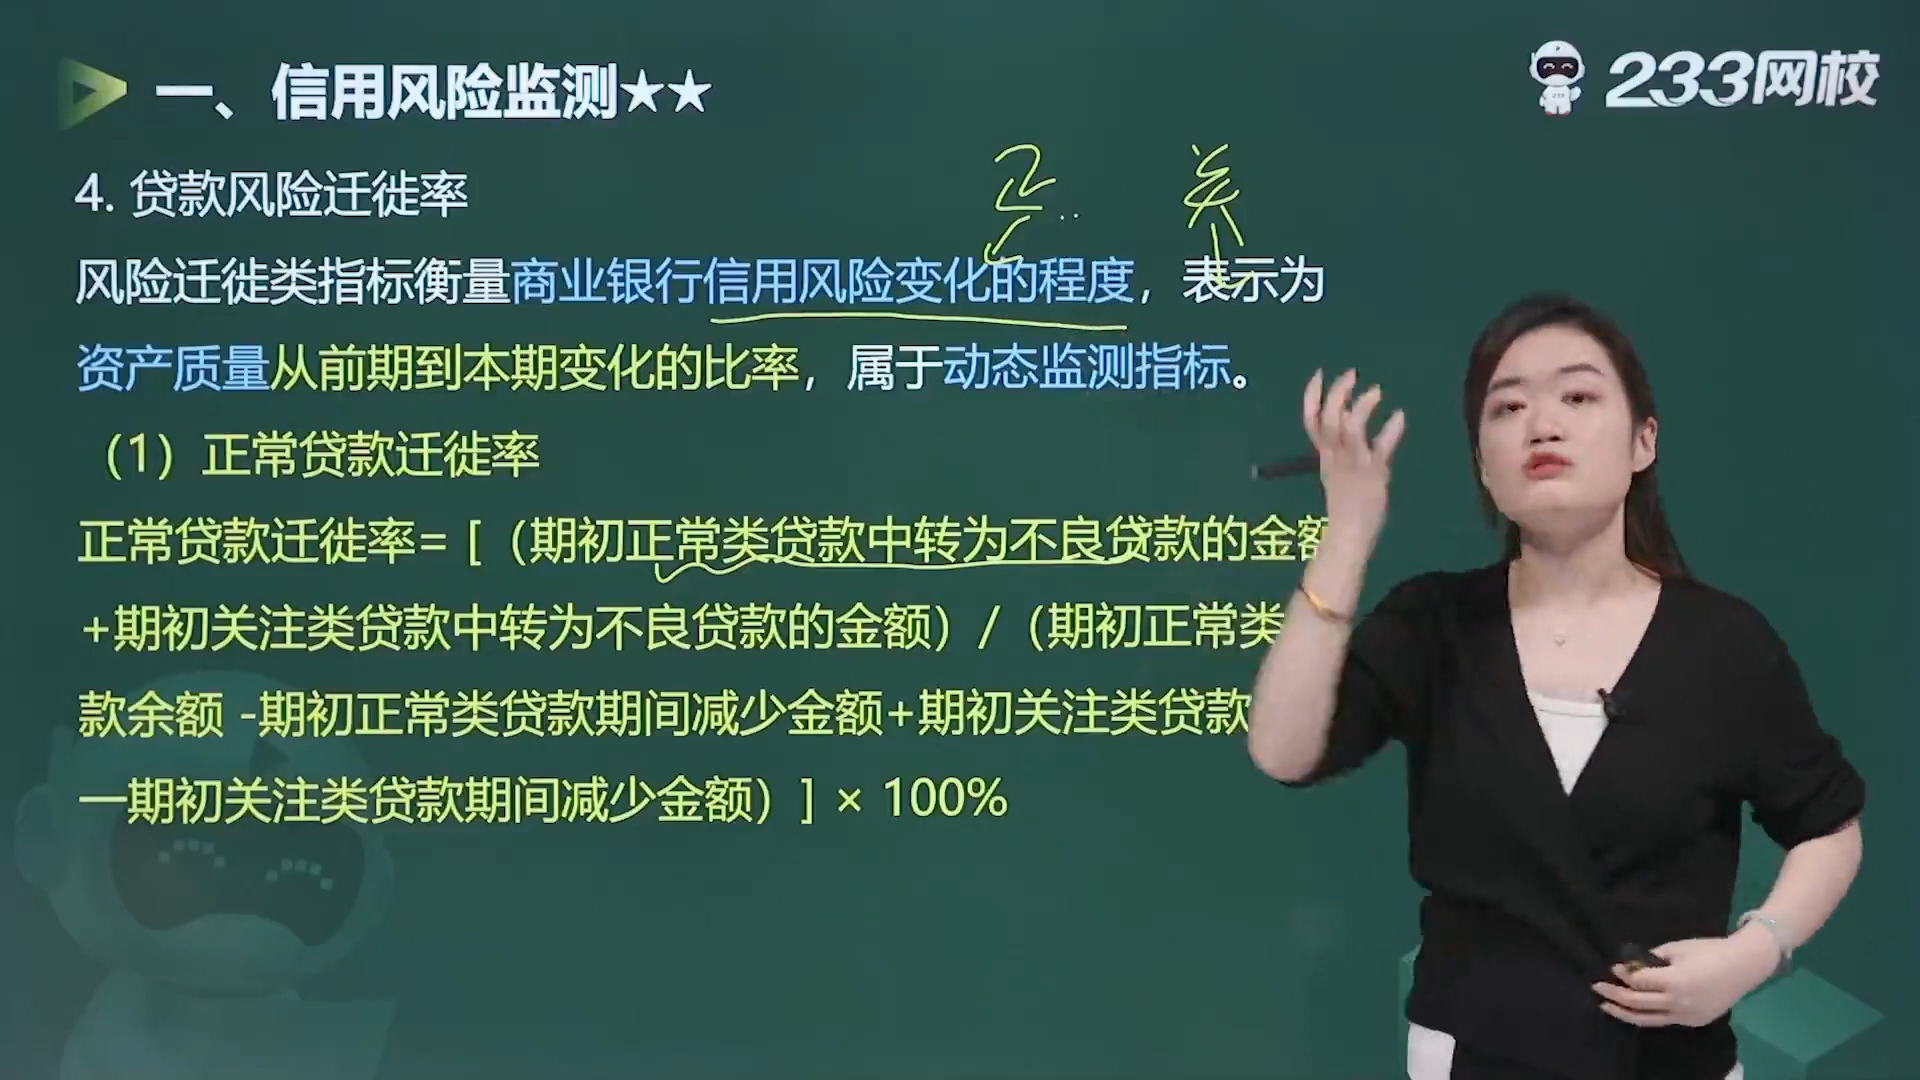 一、信用风险监测★★
233网校
4. 贷款风险迁徙率
正 关
风险迁徙类指标衡量商业银行信用风险变化的程度，表示为
资产质量从前期到本期变化的比率，属于动态监测指标。
（1）正常贷款迁徙率
正常贷款迁徙率=［（期初正常类贷款中转为不良贷款的金额
+期初关注类贷款中转为不良贷款的金额）/（期初正常类
款余额 -期初正常类贷款期间减少金额+期初关注类贷款
一期初关注类贷款期间减少金额）］× 100%